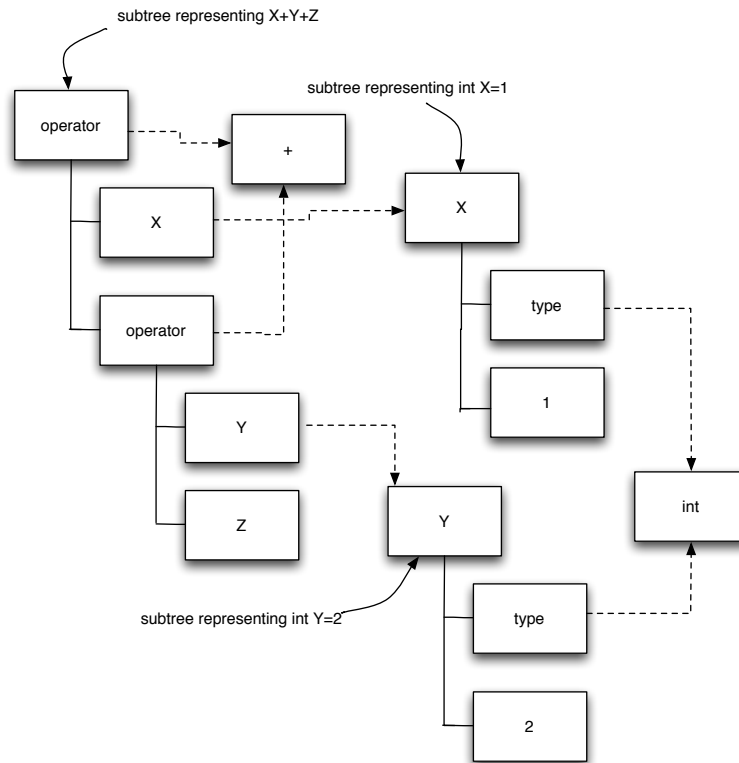 subtree representing X+Y+Z
subtree representing int X=1
operator
+
X
X
type
operator
1
Y
int
Y
Z
subtree representing int Y=2
type
2